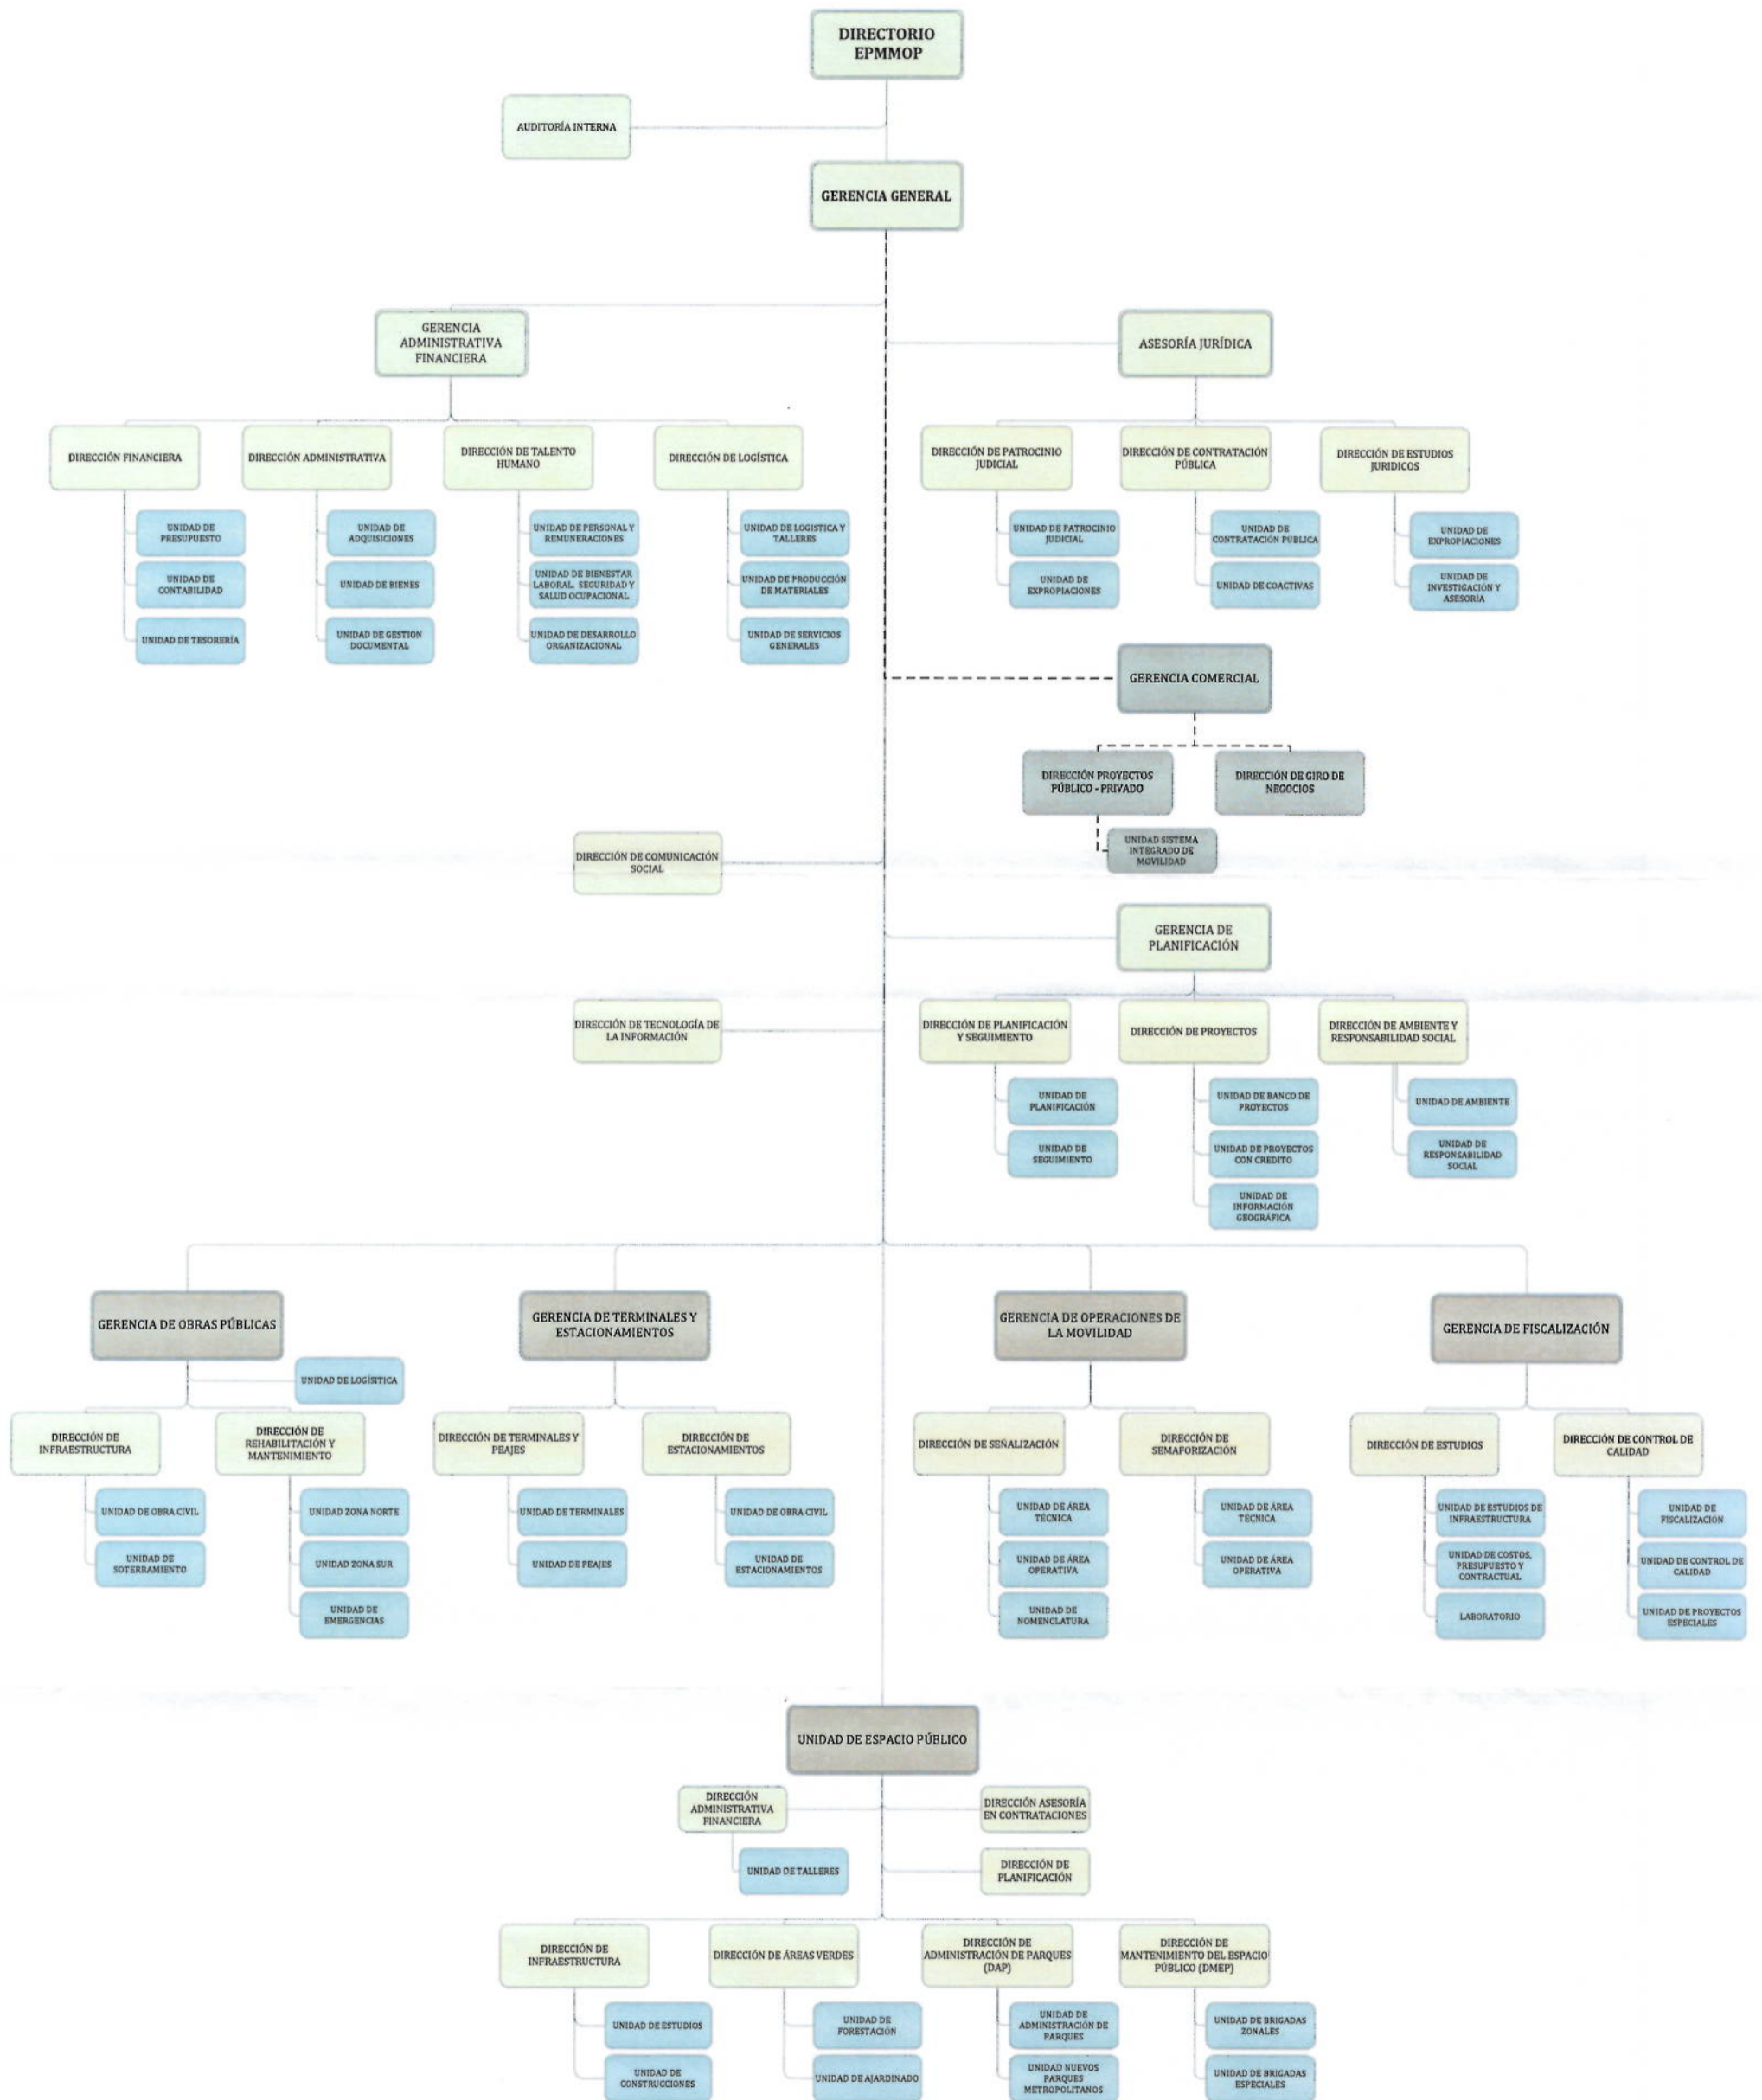 DIRECTORIO
EPMMOP
AUDITORÍA INTERNA
GERENCIA GENERAL
GERENCIA
ADMINISTRATIVA
FINANCIERA
ASESORÍA JURÍDICA
DIRECCIÓN FINANCIERA
DIRECCIÓN ADMINISTRATIVA
DIRECCIÓN DE TALENTO
HUMANO
DIRECCIÓN DE LOGÍSTICA
DIRECCIÓN DE PATROCINIO
JUDICIAL
DIRECCIÓN DE CONTRATACIÓN
PÚBLICA
DIRECCIÓN DE ESTUDIOS
JURIDICOS
UNIDAD DE
PRESUPUESTO
UNIDAD DE
CONTABILIDAD
UNIDAD DE TESORERÍA
UNIDAD DE
ADQUISICIONES
UNIDAD DE BIENES
UNIDAD DE GESTION
DOCUMENTAL
UNIDAD DE PERSONAL Y
REMUNERACIONES
UNIDAD DE BIENESTAR
LABORAL, SEGURIDAD Y
SALUD OCUPACIONAL
UNIDAD DE DESARROLLO
ORGANIZACIONAL
UNIDAD DE LOGISTICA Y
TALLERES
UNIDAD DE PRODUCCIÓN
DE MATERIALES
UNIDAD DE SERVICIOS
GENERALES
UNIDAD DE PATROCINIO
JUDICIAL
UNIDAD DE
EXPROPIACIONES
UNIDAD DE
CONTRATACIÓN PÚBLICA
UNIDAD DE COACTIVAS
UNIDAD DE
EXPROPIACIONES
UNIDAD DE
INVESTIGACIÓN Y
ASESORIA
GERENCIA COMERCIAL
DIRECCIÓN PROYECTOS
PÚBLICO - PRIVADO
DIRECCIÓN DE GIRO DE
NEGOCIOS
UNIDAD SISTEMA
INTEGRADO DE
MOVILIDAD
DIRECCIÓN DE COMUNICACIÓN
SOCIAL
GERENCIA DE
PLANIFICACIÓN
DIRECCIÓN DE TECNOLOGÍA DE
LA INFORMACIÓN
DIRECCIÓN DE PLANIFICACIÓN
Y SEGUIMIENTO
DIRECCIÓN DE PROYECTOS
DIRECCIÓN DE AMBIENTE Y
RESPONSABILIDAD SOCIAL
UNIDAD DE
PLANIFICACIÓN
UNIDAD DE
SEGUIMIENTO
UNIDAD DE BANCO DE
PROYECTOS
UNIDAD DE PROYECTOS
CON CREDITO
UNIDAD DE
INFORMACIÓN
GEOGRÁFICA
UNIDAD DE AMBIENTE
UNIDAD DE
RESPONSABILIDAD
SOCIAL
GERENCIA DE OBRAS PÚBLICAS
GERENCIA DE TERMINALES Y
ESTACIONAMIENTOS
GERENCIA DE OPERACIONES DE
LA MOVILIDAD
GERENCIA DE FISCALIZACIÓN
UNIDAD DE LOGÍSITICA
DIRECCIÓN DE
INFRAESTRUCTURA
DIRECCIÓN DE
REHABILITACIÓN Y
MANTENIMIENTO
DIRECCIÓN DE TERMINALES Y
PEAJES
DIRECCIÓN DE
ESTACIONAMIENTOS
DIRECCIÓN DE SEÑALIZACIÓN
DIRECCIÓN DE
SEMAFORIZACIÓN
DIRECCIÓN DE ESTUDIOS
DIRECCIÓN DE CONTROL DE
CALIDAD
UNIDAD DE OBRA CIVIL
UNIDAD DE
SOTERRAMIENTO
UNIDAD ZONA NORTE
UNIDAD ZONA SUR
UNIDAD DE
EMERGENCIAS
UNIDAD DE TERMINALES
UNIDAD DE PEAJES
UNIDAD DE OBRA CIVIL
UNIDAD DE
ESTACIONAMIENTOS
UNIDAD DE ÁREA
TÉCNICA
UNIDAD DE ÁREA
OPERATIVA
UNIDAD DE
NOMENCLATURA
UNIDAD DE ÁREA
TÉCNICA
UNIDAD DE ÁREA
OPERATIVA
UNIDAD DE ESTUDIOS DE
INFRAESTRUCTURA
UNIDAD DE COSTOS,
PRESUPUESTO Y
CONTRACTUAL
LABORATORIO
UNIDAD DE
FISCALIZACIÓN
UNIDAD DE CONTROL DE
CALIDAD
UNIDAD DE PROYECTOS
ESPECIALES
UNIDAD DE ESPACIO PÚBLICO
DIRECCIÓN
ADMINISTRATIVA
FINANCIERA
DIRECCIÓN ASESORÍA
EN CONTRATACIONES
UNIDAD DE TALLERES
DIRECCIÓN DE
PLANIFICACIÓN
DIRECCIÓN DE
INFRAESTRUCTURA
DIRECCIÓN DE ÁREAS VERDES
DIRECCIÓN DE
ADMINISTRACIÓN DE PARQUES
(DAP)
DIRECCIÓN DE
MANTENIMIENTO DEL ESPACIO
PÚBLICO (DMEP)
UNIDAD DE ESTUDIOS
UNIDAD DE
CONSTRUCCIONES
UNIDAD DE
FORESTACIÓN
UNIDAD DE AJARDINADO
UNIDAD DE
ADMINISTRACIÓN DE
PARQUES
UNIDAD NUEVOS
PARQUES
METROPOLITANOS
UNIDAD DE BRIGADAS
ZONALES
UNIDAD DE BRIGADAS
ESPECIALES